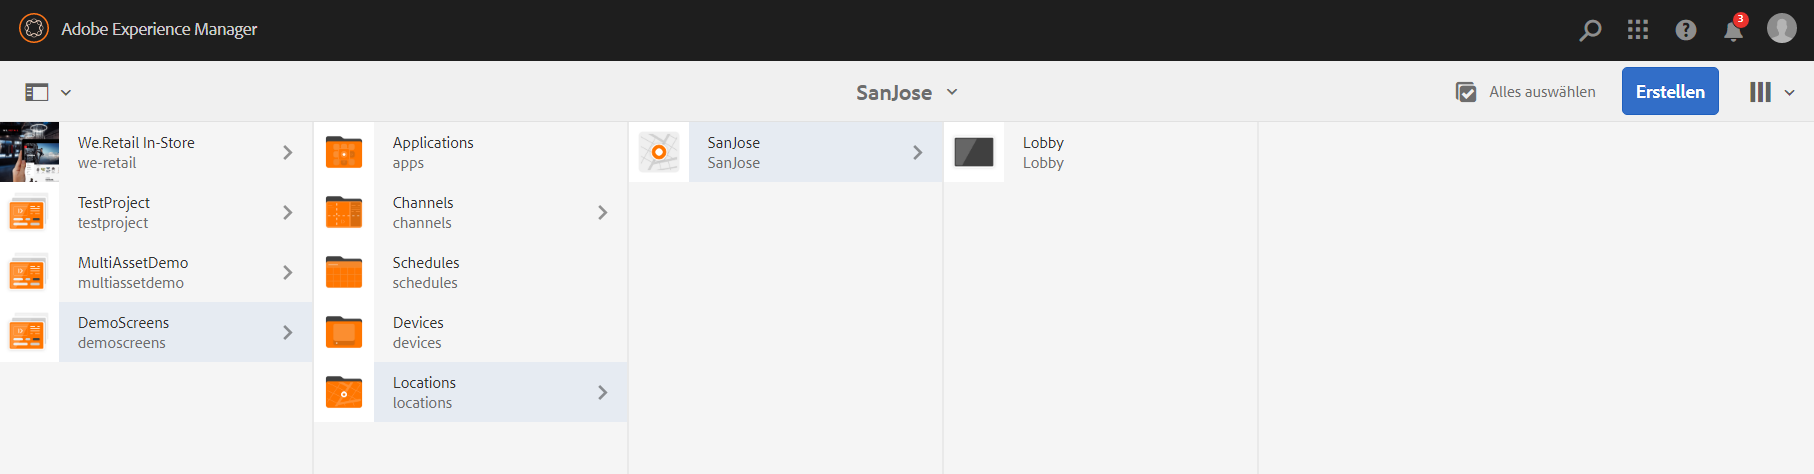 Adobe Experience Manager
3
SanJose
Alles auswählen
Erstellen
We.Retail In-Store
we-retail
TestProject
testproject
MultiAssetDemo
multiassetdemo
DemoScreens
demoscreens
Applications
apps
Channels
channels
Schedules
schedules
Devices
devices
Locations
locations
SanJose
SanJose
Lobby
Lobby